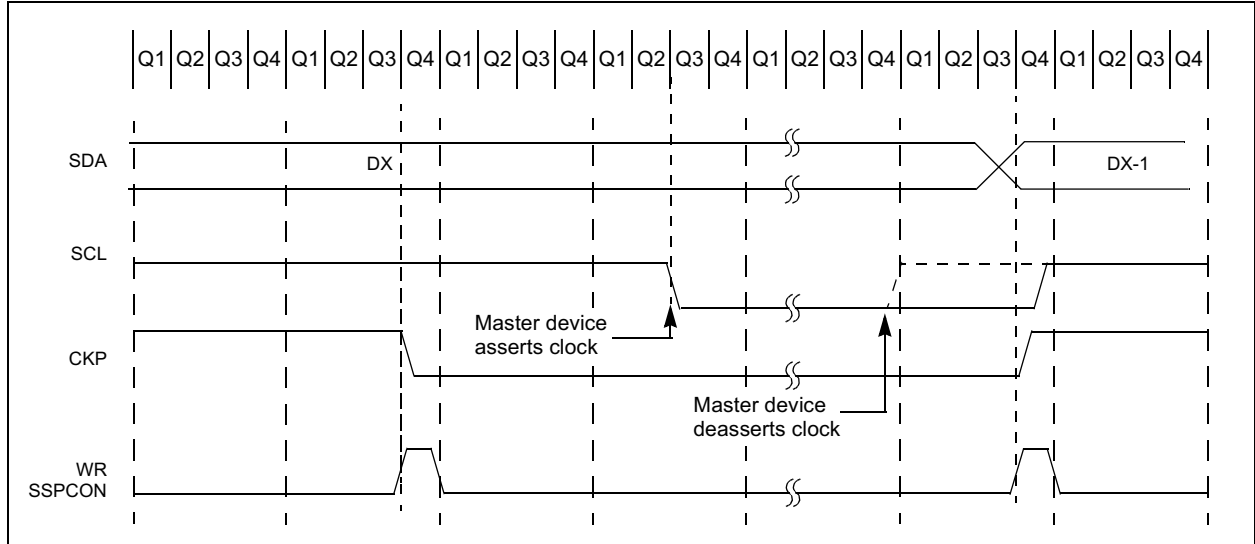 Q1 Q2 Q3 Q4 Q1 Q2 Q3 Q4 Q1 Q2 Q3 Q4 Q1 Q2 Q3 Q4 Q1 Q2 Q3 Q4 Q1 Q2 Q3 Q4 Q1 Q2 Q3 Q4
SDA
DX
DX-1
SCL
Master device
asserts clock
CKP
Master device
deasserts clock
WR
SSPCON